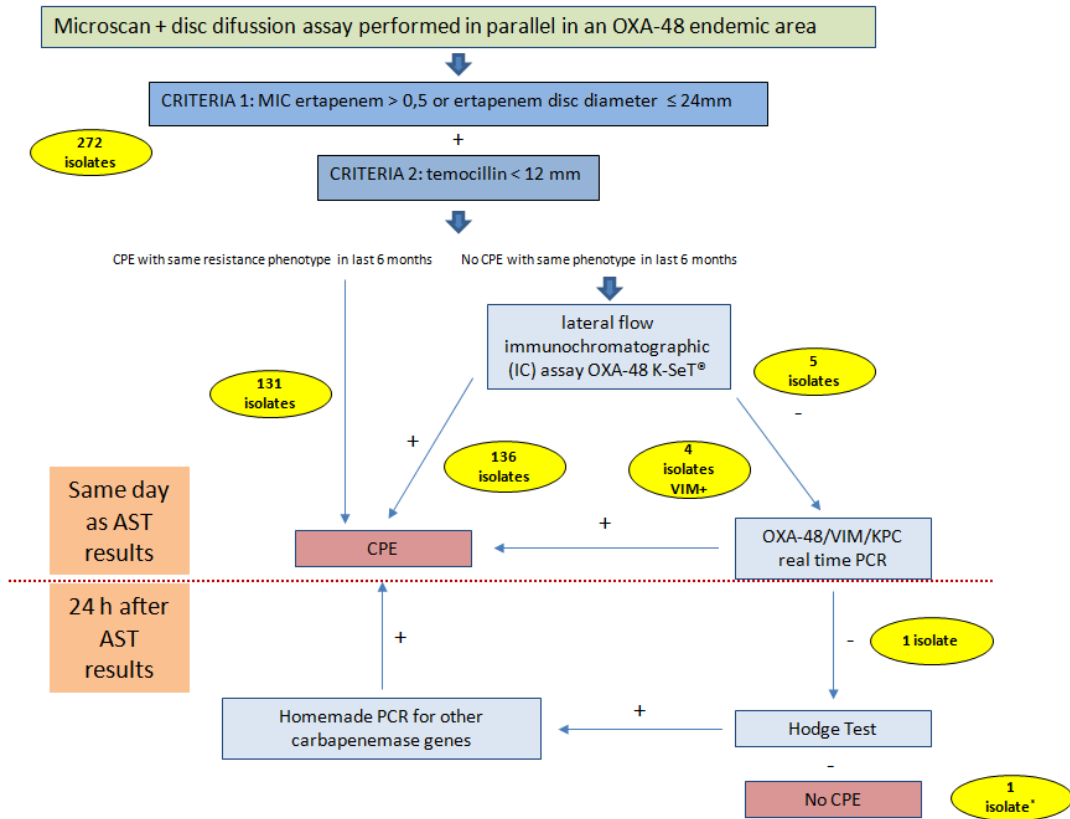 Microscan + disc difussion assay performed in parallel in an OXA-48 endemic area
CRITERIA 1: MIC ertapenem > 0,5 or ertapenem disc diameter ≤ 24mm
272
isolates
+
CRITERIA 2: temocillin < 12 mm
CPE with same resistance phenotype in last 6 months
No CPE with same phenotype in last 6 months
lateral flow
immunochromatographic
(IC) assay OXA-48 K-SeT®
5
isolates
131
isolates
-
+
136
isolates
4
isolates
VIM+
Same day
as AST
results
CPE
+
OXA-48/VIM/KPC
real time PCR
24 h after
AST
results
+
-
1 isolate
Homemade PCR for other
carbapenemase genes
+
Hodge Test
-
No CPE
1
isolate*